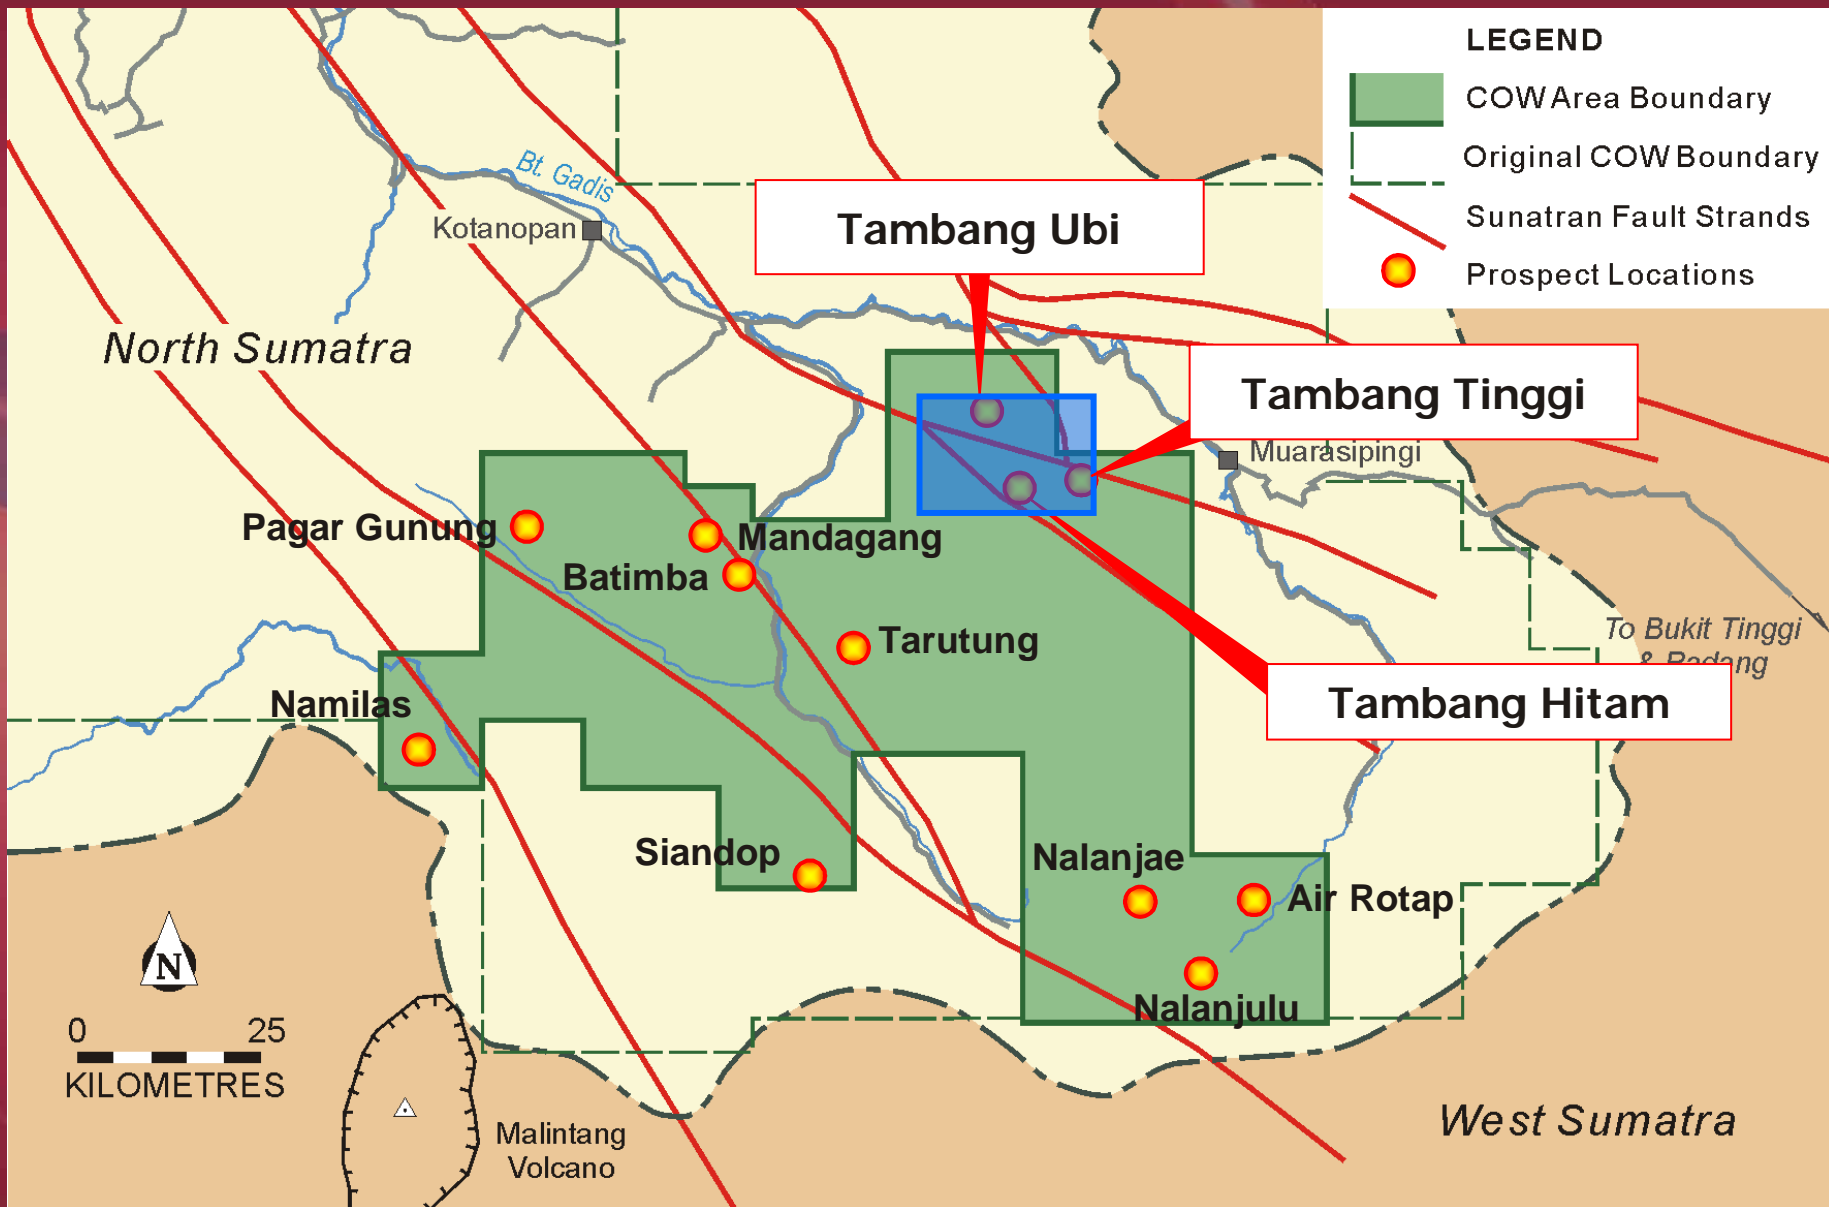 LEGEND
COW Area Boundary
Original COW Boundary
Sunatran Fault Strands
Prospect Locations
Bt. Gadis
Kotanopan
Tambang Ubi
North Sumatra
Tambang Tinggi
Muarasipingi
Pagar Gunung
Mandagang
Batimba
Tarutung
To Bukit Tinggi
& Padang
Namilas
Tambang Hitam
Siandop
Nalanjae
Air Rotap
Nalanjulu
N
0 25
KILOMETRES
Malintang
Volcano
West Sumatra